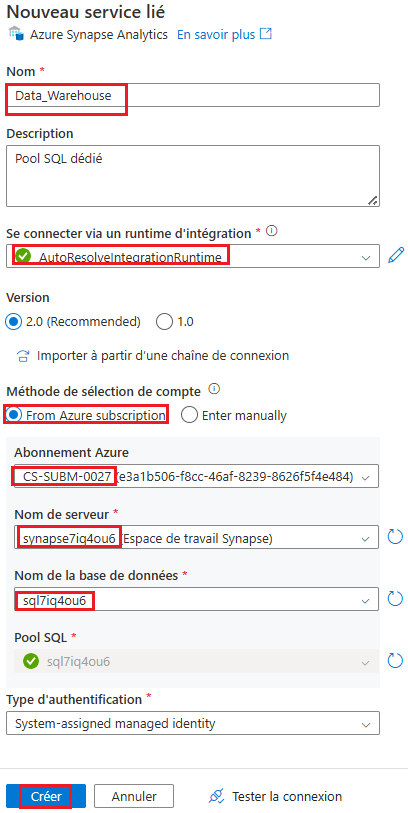 Nouveau service lié
Azure Synapse Analytics En savoir plus
Nom *
Data_Warehouse
Description
Pool SQL dédié
Se connecter via un runtime d'intégration *
AutoResolveIntegrationRuntime
Version
2.0 (Recommended) 1.0
Importer à partir d'une chaîne de connexion
Méthode de sélection de compte
From Azure subscription Enter manually
Abonnement Azure
CS-SUBM-0027 (e3a1b506-f8cc-46af-8239-8626f5f4e484)
Nom de serveur *
synapse7iq4ou6 (Espace de travail Synapse)
Nom de la base de données *
sql7iq4ou6
Pool SQL *
sql7iq4ou6
Type d'authentification *
System-assigned managed identity
Créer Annuler Tester la connexion